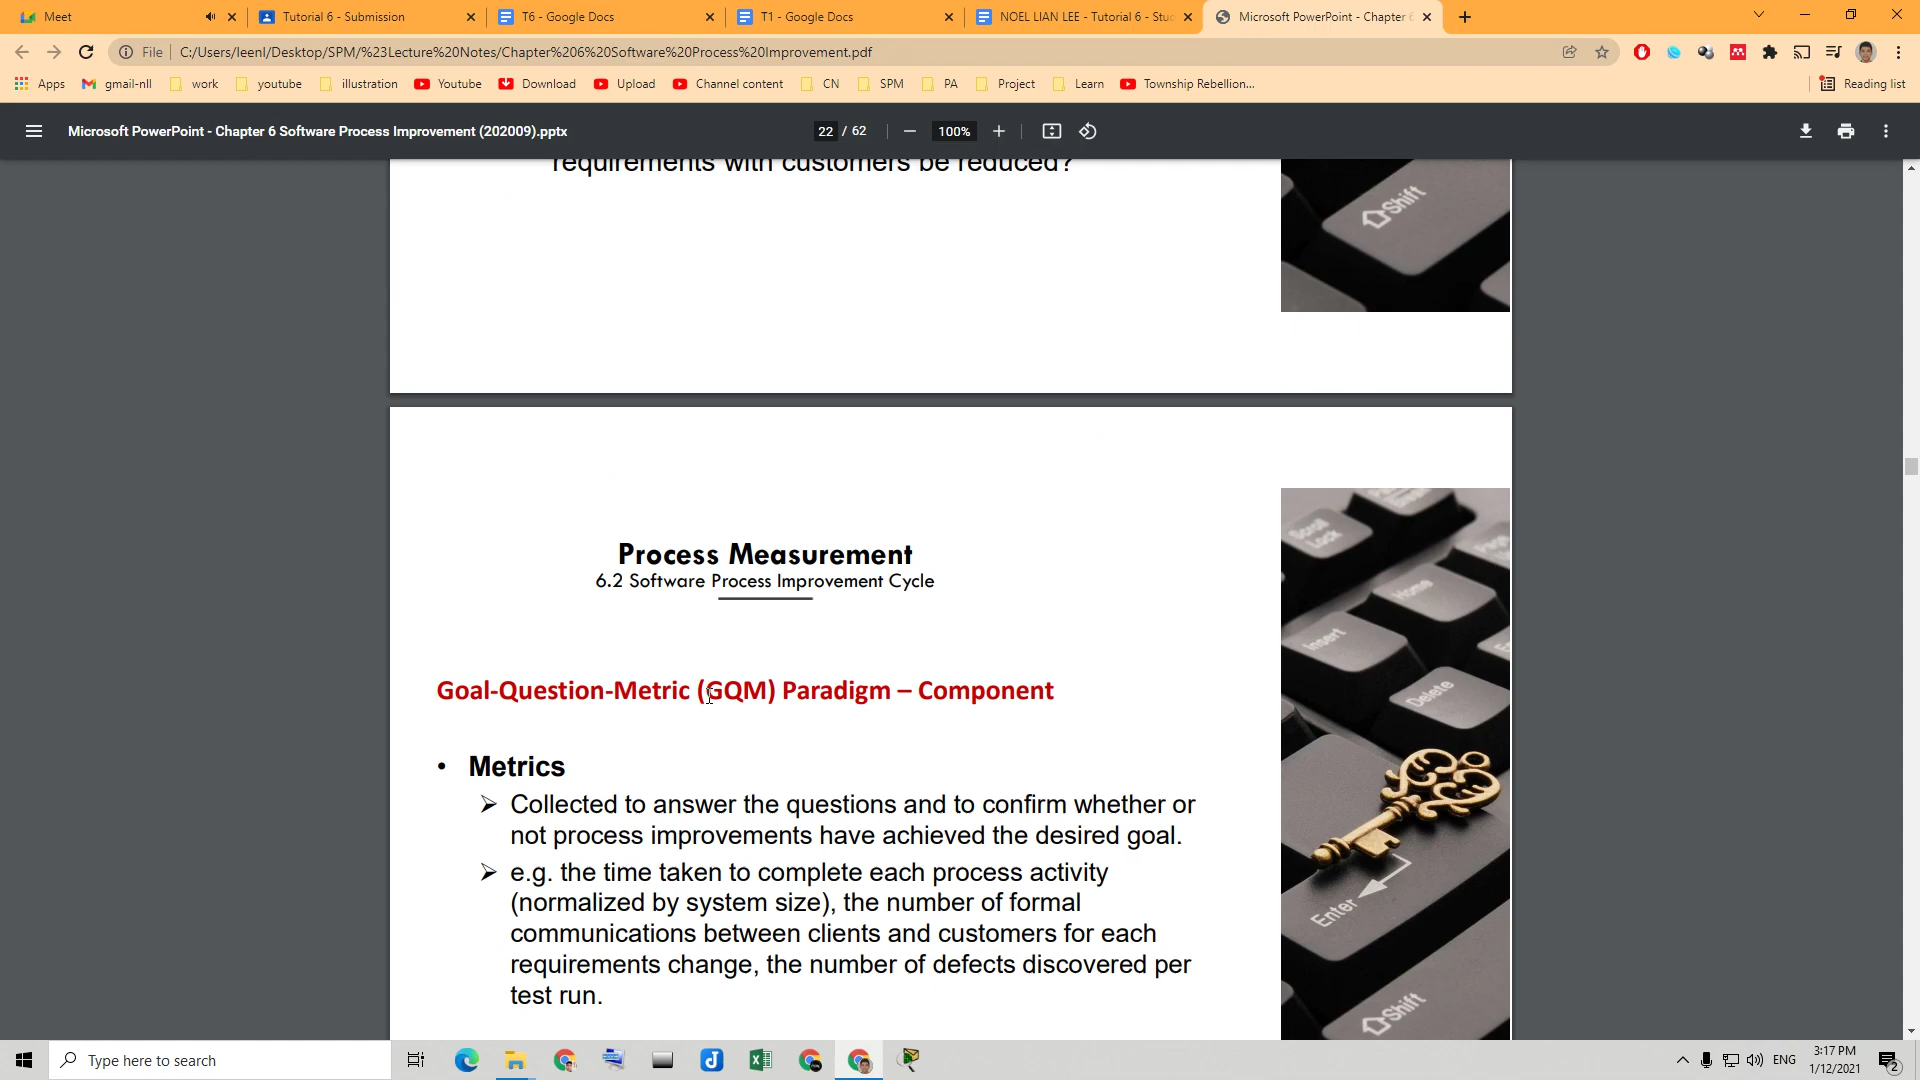 Meet
Tutorial 6 - Submission
T6 - Google Docs
T1 - Google Docs
NOEL LIAN LEE - Tutorial 6 - Stu
Microsoft PowerPoint - Chapter 6
File
C:/Users/leenl/Desktop/SPM/%23Lecture%20Notes/Chapter%206%20Software%20Process%20Improvement.pdf
Apps
gmail-nll
work
youtube
illustration
Youtube
Download
Upload
Channel content
CN
SPM
PA
Project
Learn
Township Rebellion...
Reading list
Microsoft PowerPoint - Chapter 6 Software Process Improvement (202009).pptx
22 / 62
100%
requirements with customers be reduced?
Shift
Process Measurement
6.2 Software Process Improvement Cycle
Goal-Question-Metric (GQM) Paradigm – Component
• Metrics
➢ Collected to answer the questions and to confirm whether or
not process improvements have achieved the desired goal.
➢ e.g. the time taken to complete each process activity
(normalized by system size), the number of formal
communications between clients and customers for each
requirements change, the number of defects discovered per
test run.
Scroll
Lock
Home
Insert
Delete
Enter
Shift
Type here to search
ENG
3:17 PM
1/12/2021
2